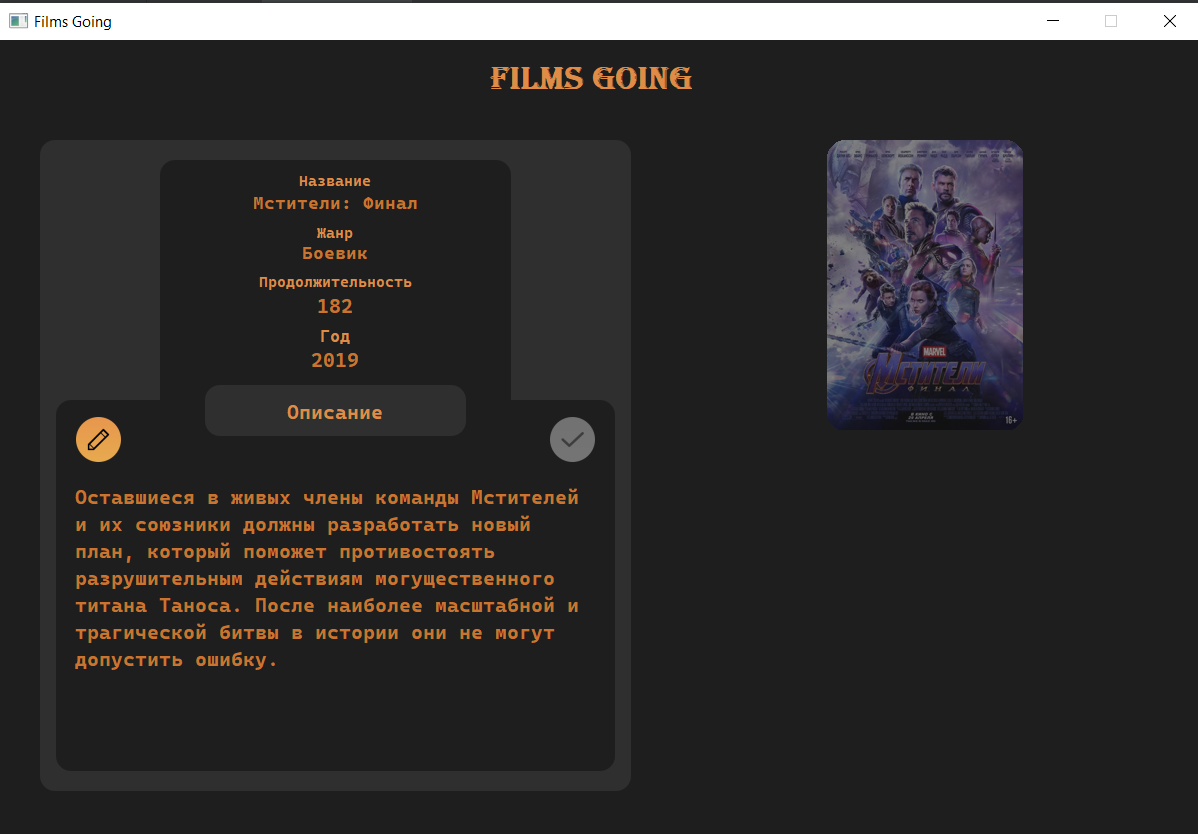 Films Going
FILMS GOING
Название
Мстители: Финал
Жанр
Боевик
Продолжительность
182
Год
2019
Описание
Оставшиеся в живых члены команды Мстителей
и их союзники должны разработать новый
план, который поможет противостоять
разрушительным действиям могущественного
титана Таноса. После наиболее масштабной и
трагической битвы в истории они не могут
допустить ошибку.
MARVEL
МСТИТЕЛИ
ФИНАЛ
16+